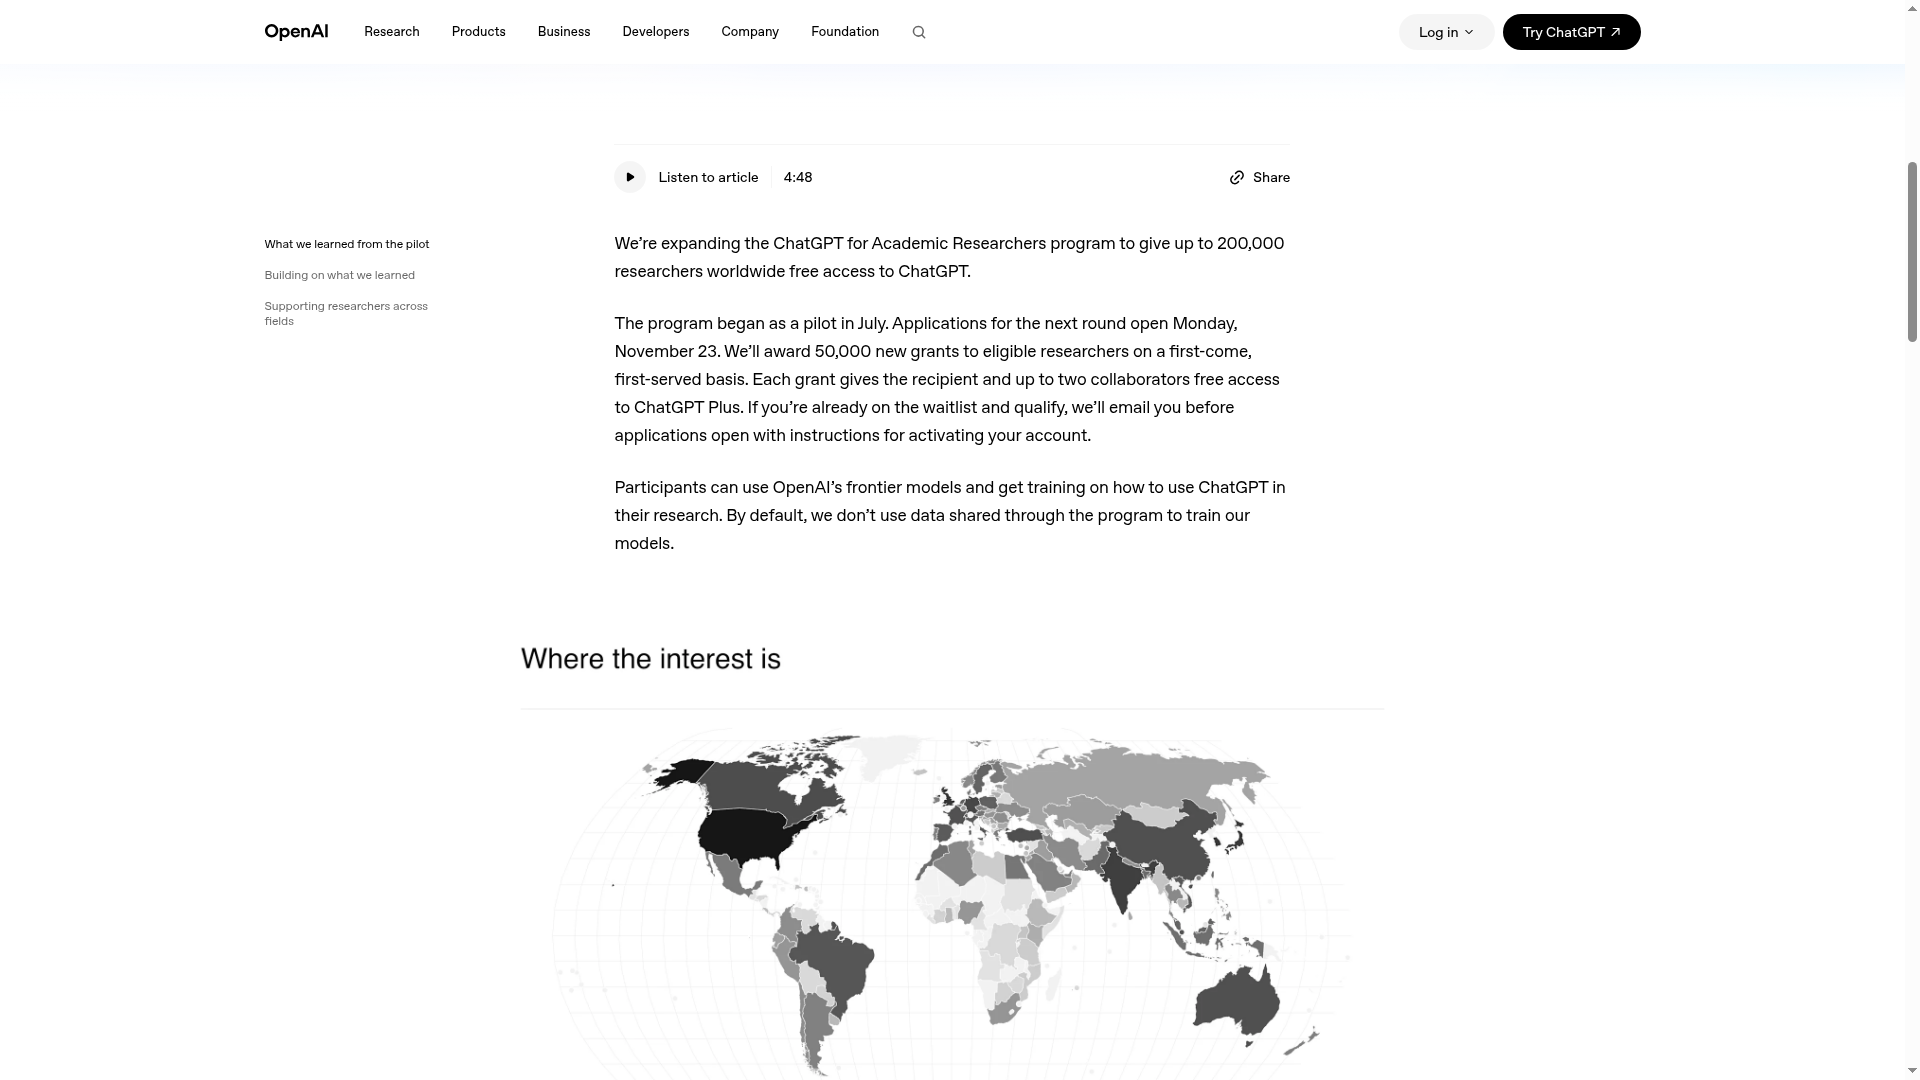 OpenAI
Research
Products
Business
Developers
Company
Foundation
Log in
Try ChatGPT
Listen to article
4:48
Share
What we learned from the pilot
Building on what we learned
Supporting researchers across
fields
We’re expanding the ChatGPT for Academic Researchers program to give up to 200,000
researchers worldwide free access to ChatGPT.
The program began as a pilot in July. Applications for the next round open Monday,
November 23. We’ll award 50,000 new grants to eligible researchers on a first-come,
first-served basis. Each grant gives the recipient and up to two collaborators free access
to ChatGPT Plus. If you’re already on the waitlist and qualify, we’ll email you before
applications open with instructions for activating your account.
Participants can use OpenAI’s frontier models and get training on how to use ChatGPT in
their research. By default, we don’t use data shared through the program to train our
models.
Where the interest is